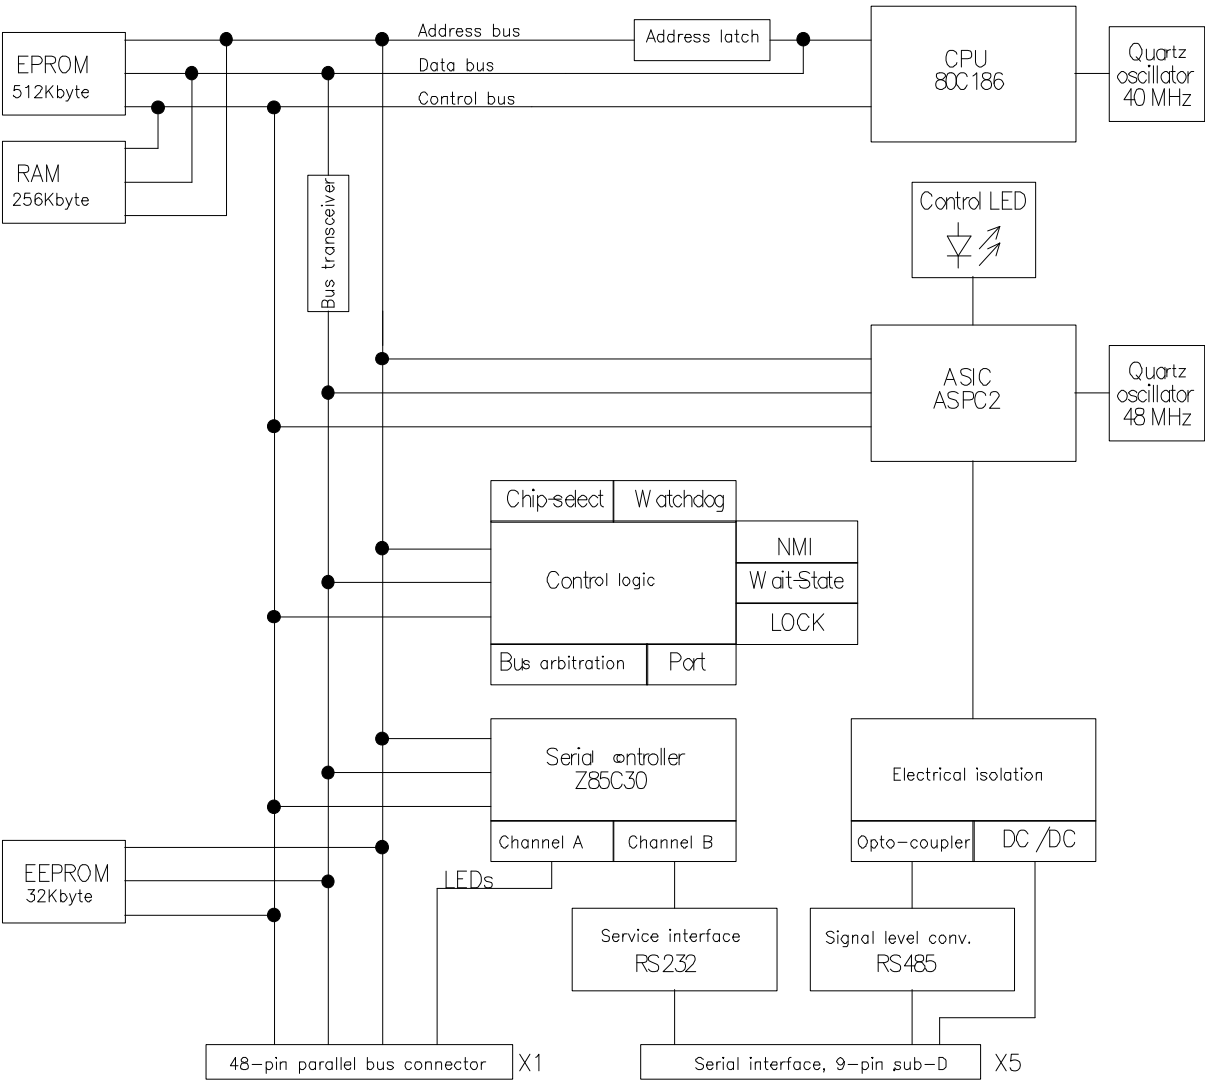 Address bus
Address latch
EPROM
512Kbyte
Data bus
Control bus
CPU
80C186
Quartz
oscillator
40 MHz
RAM
256Kbyte
Bus transceiver
Control LED
ASIC
ASPC2
Quartz
oscillator
48 MHz
Chip-select
Watchdog
Control logic
NMI
Wait-State
LOCK
Bus arbitration
Port
Serial controller
Z85C30
Channel A
Channel B
Electrical isolation
Opto-coupler
DC /DC
EEPROM
32Kbyte
LEDs
Service interface
RS232
Signal level conv.
RS485
48-pin parallel bus connector
X1
Serial interface, 9-pin sub-D
X5